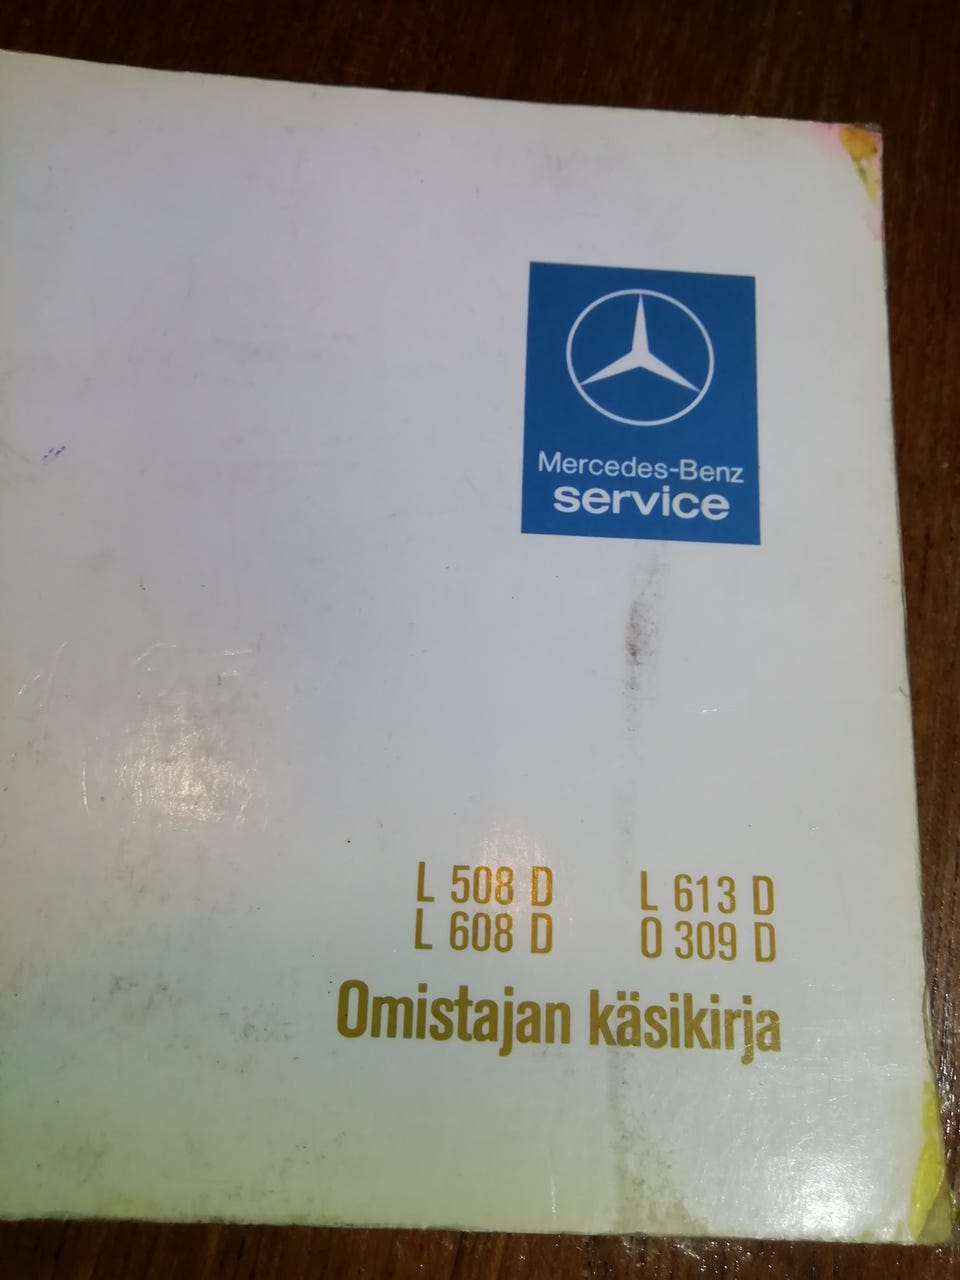 Mercedes-Benz
service
L 508 D L 613 D
L 608 D O 309 D
Omistajan käsikirja